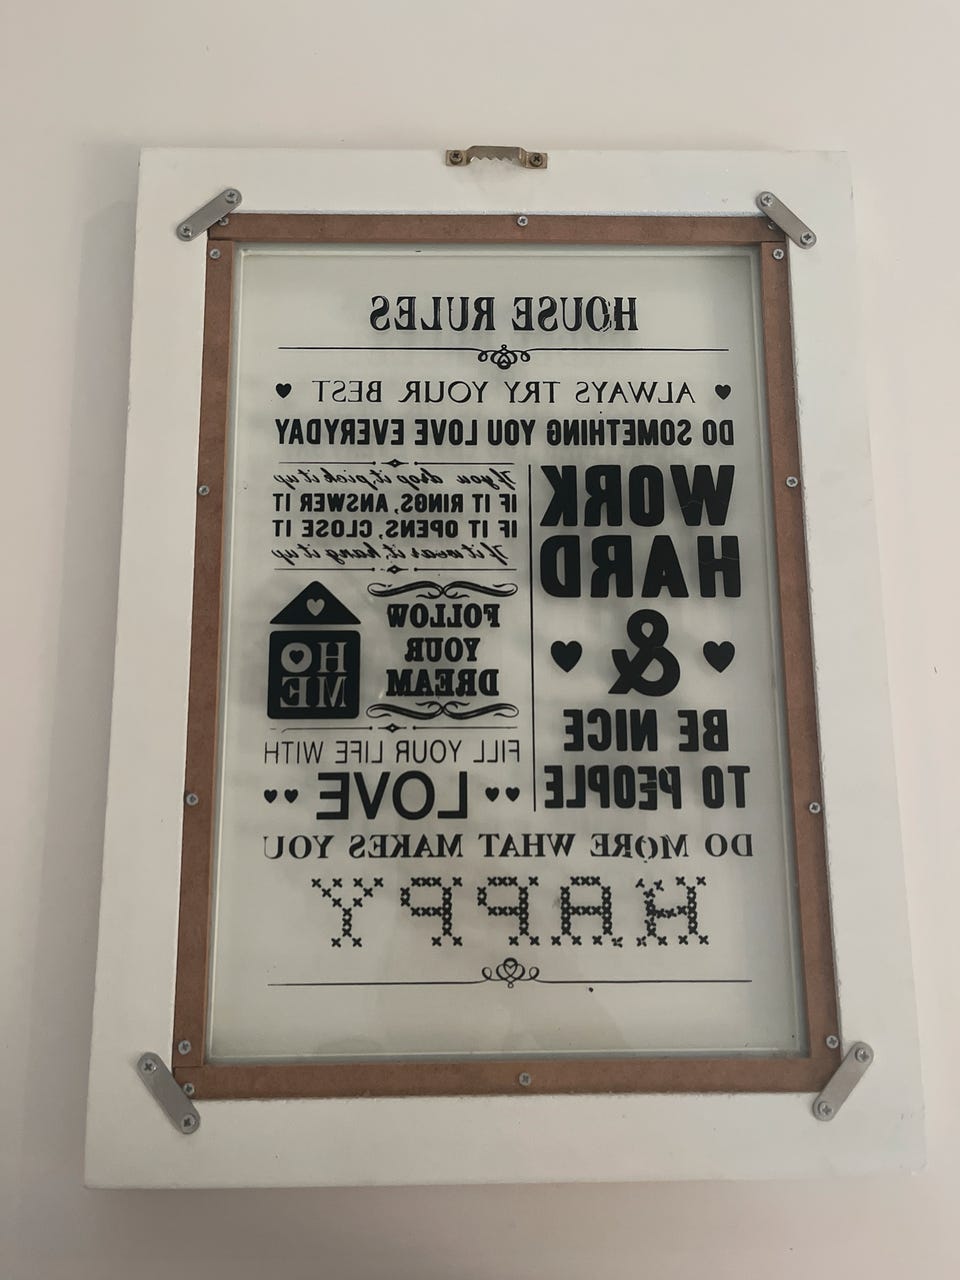 HOUSE RULES
ALWAYS TRY YOUR BEST
DO SOMETHING YOU LOVE EVERYDAY
WORK
HARD
&
BE NICE
TO PEOPLE
If you drop it, pick it up
IF IT RINGS, ANSWER IT
IF IT OPENS, CLOSE IT
If it wear it, hang it up
FOLLOW
YOUR
DREAM
HO
ME
FILL YOUR LIFE WITH
LOVE
DO MORE WHAT MAKES YOU
HAPPY